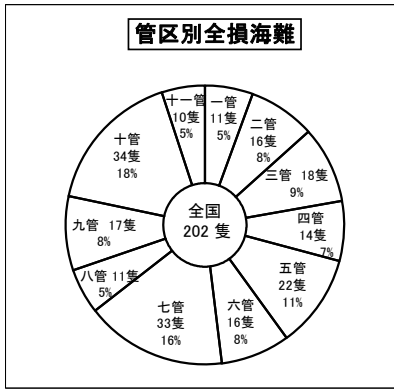 管区別全損海難
十一管
10隻
5%
一管
11隻
5%
二管
16隻
8%
三管 18隻
9%
四管
14隻
7%
五管
22隻
11%
六管
16隻
8%
七管
33隻
16%
八管 11隻
5%
九管 17隻
8%
十管
34隻
18%
全国
202 隻